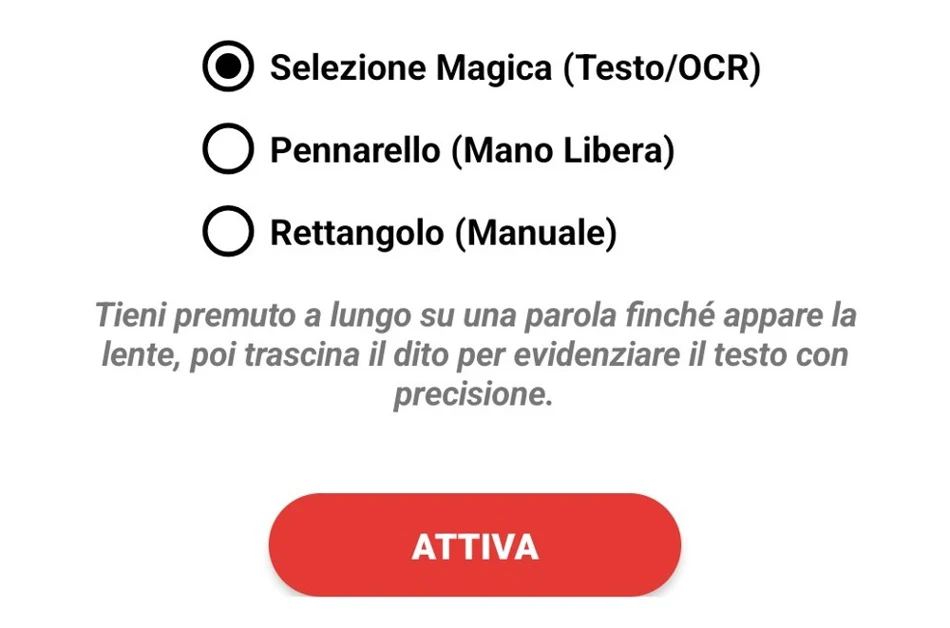 Selezione Magica (Testo/OCR)
Pennarello (Mano Libera)
Rettangolo (Manuale)
Tieni premuto a lungo su una parola finché appare la
lente, poi trascina il dito per evidenziare il testo con
precisione.
ATTIVA